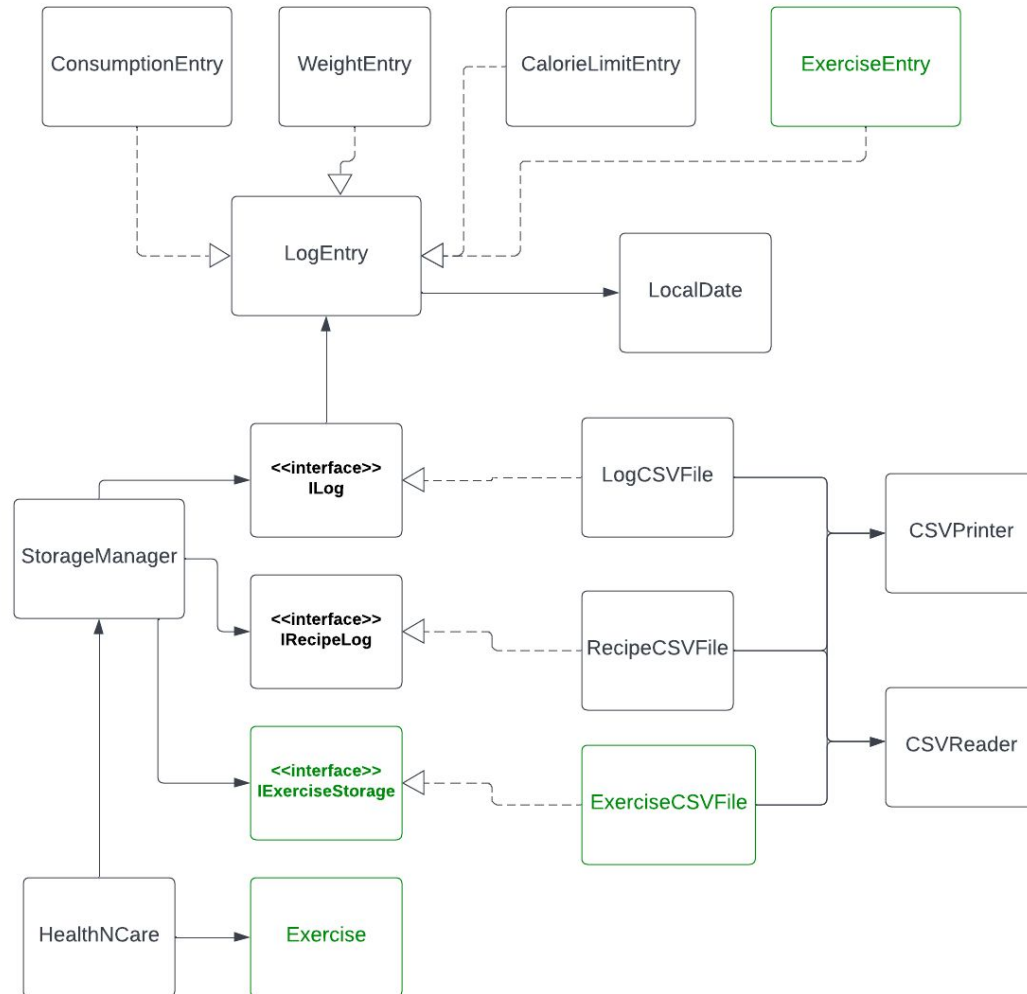 ConsumptionEntry
WeightEntry
CalorieLimitEntry
ExerciseEntry
LogEntry
LocalDate
<<interface>>
ILog
LogCSVFile
CSVPrinter
StorageManager
<<interface>>
IRecipeLog
RecipeCSVFile
CSVReader
<<interface>>
IExerciseStorage
ExerciseCSVFile
HealthNCare
Exercise